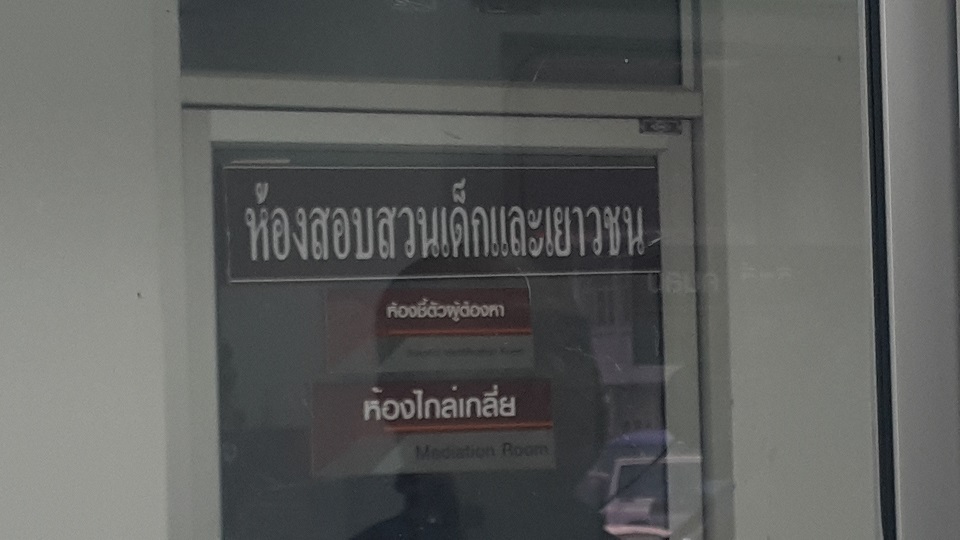 ห้องสอบสวนเด็กและเยาวชน
ห้องชี้ตัวผู้ต้องหา
ห้องไกล่เกลี่ย
Mediation Room